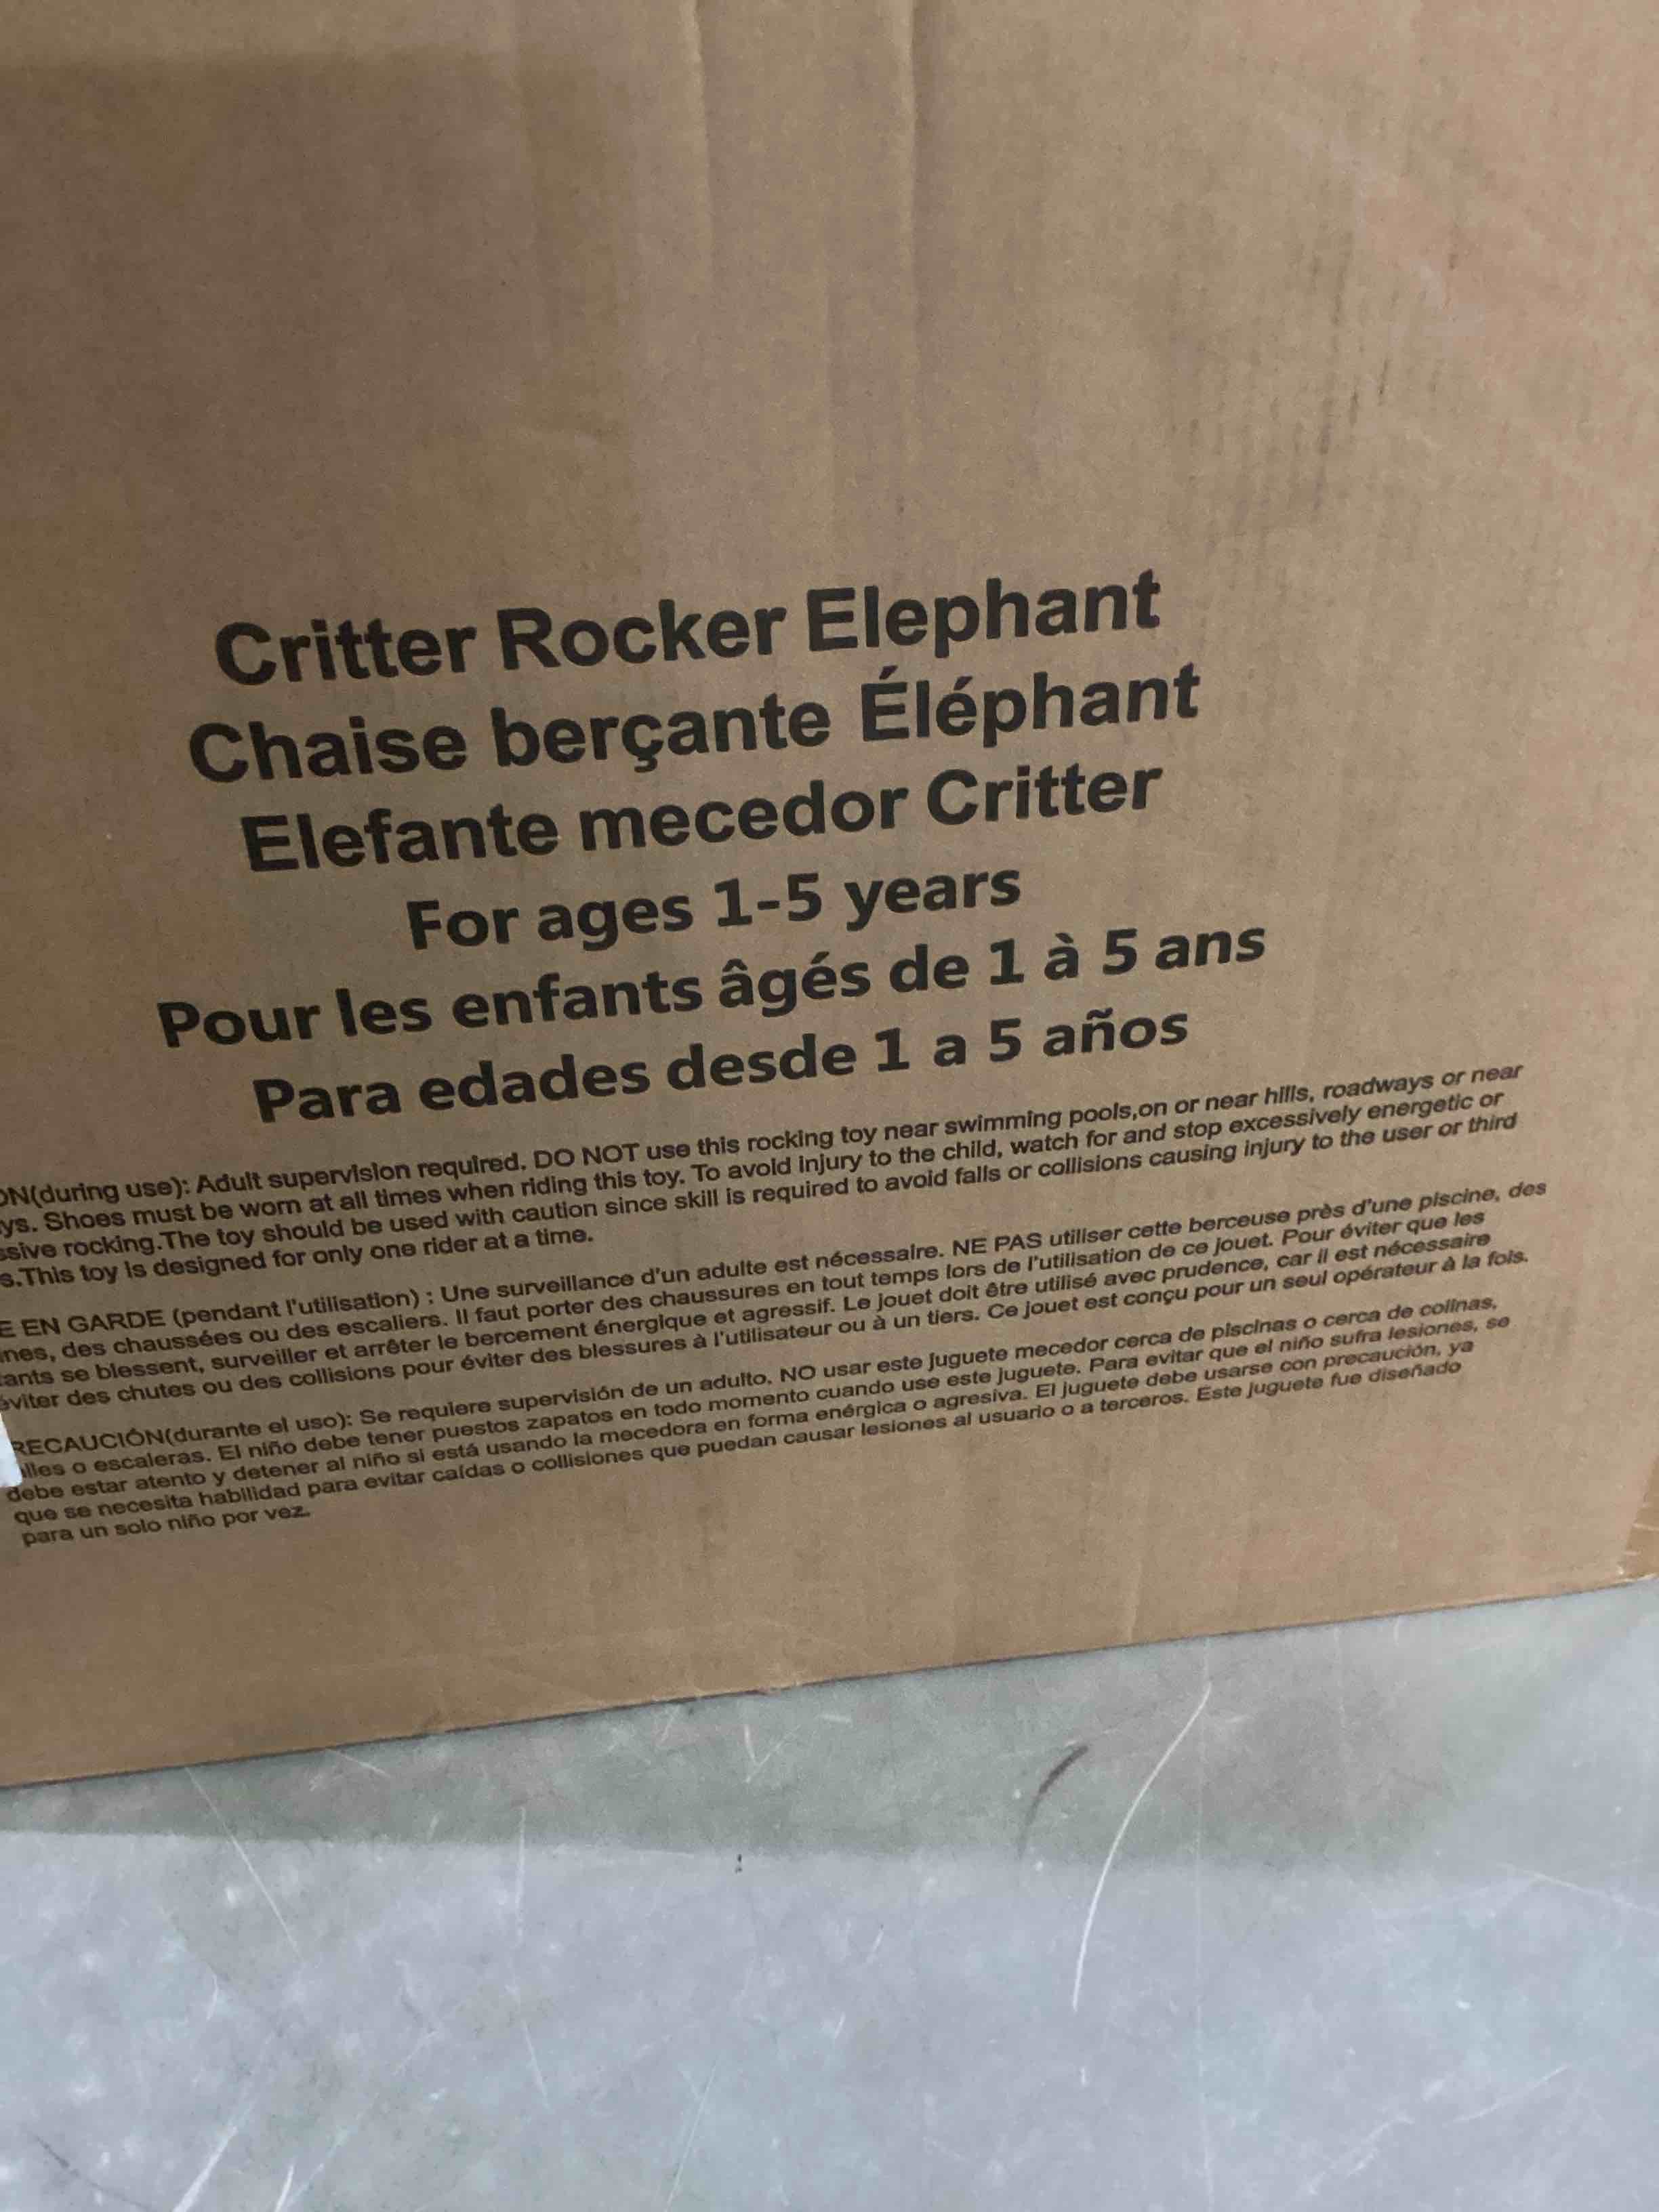 Critter Rocker Elephant
Chaise berçante Éléphant
Elefante mecedor Critter
For ages 1-5 years
Pour les enfants âgés de 1 à 5 ans
Para edades desde 1 a 5 años
ON(during use): Adult supervision required. DO NOT use this rocking toy near swimming pools,on or near hills, roadways or near
ys. Shoes must be worn at all times when riding this toy. To avoid injury to the child, watch for and stop excessively energetic or
ssive rocking.The toy should be used with caution since skill is required to avoid falls or collisions causing injury to the user or third
s.This toy is designed for only one rider at a time.
E EN GARDE (pendant l'utilisation) : Une surveillance d'un adulte est nécessaire. NE PAS utiliser cette berceuse près d'une piscine, des
ines, des chaussées ou des escaliers. Il faut porter des chaussures en tout temps lors de l'utilisation de ce jouet. Pour éviter que les
tants se blessent, surveiller et arrêter le bercement énergique et agressif. Le jouet doit être utilisé avec prudence, car il est nécessaire
éviter des chutes ou des collisions pour éviter des blessures à l'utilisateur ou à un tiers. Ce jouet est conçu pour un seul opérateur à la fois.
RECAUCIÓN(durante el uso): Se requiere supervisión de un adulto. NO usar este juguete mecedor cerca de piscinas o cerca de colinas,
alles o escaleras. El niño debe tener puestos zapatos en todo momento cuando use este juguete. Para evitar que el niño sufra lesiones, se
debe estar atento y detener al niño si está usando la mecedora en forma enérgica o agresiva. El juguete debe usarse con precaución, ya
que se necesita habilidad para evitar caídas o collisiones que puedan causar lesiones al usuario o a terceros. Este juguete fue diseñado
para un solo niño por vez.